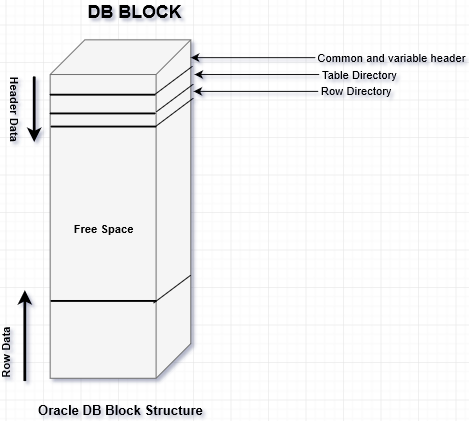 DB BLOCK
Common and variable header
Table Directory
Row Directory
Header Data
Free Space
Row Data
Oracle DB Block Structure